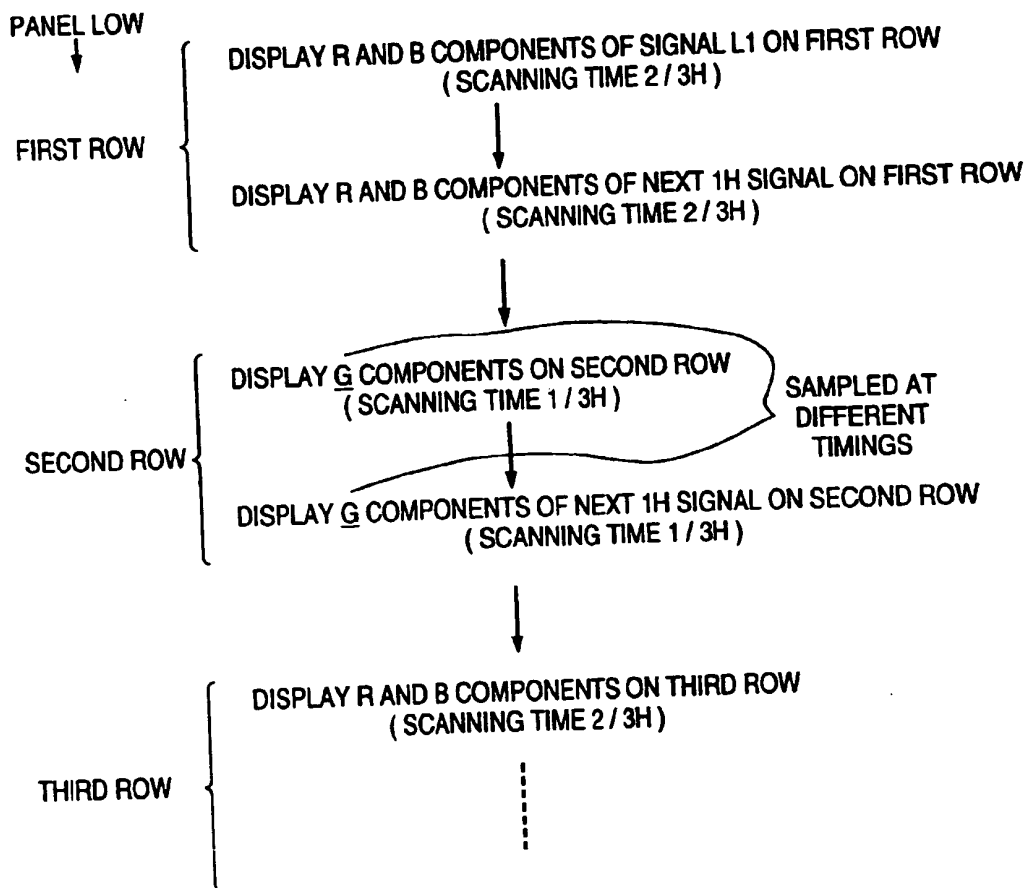 PANEL LOW
FIRST ROW
DISPLAY R AND B COMPONENTS OF SIGNAL L1 ON FIRST ROW
( SCANNING TIME 2 / 3H )
DISPLAY R AND B COMPONENTS OF NEXT 1H SIGNAL ON FIRST ROW
( SCANNING TIME 2 / 3H )
SECOND ROW
DISPLAY G COMPONENTS ON SECOND ROW
( SCANNING TIME 1 / 3H )
SAMPLED AT
DIFFERENT
TIMINGS
DISPLAY G COMPONENTS OF NEXT 1H SIGNAL ON SECOND ROW
( SCANNING TIME 1 / 3H )
THIRD ROW
DISPLAY R AND B COMPONENTS ON THIRD ROW
( SCANNING TIME 2 / 3H )